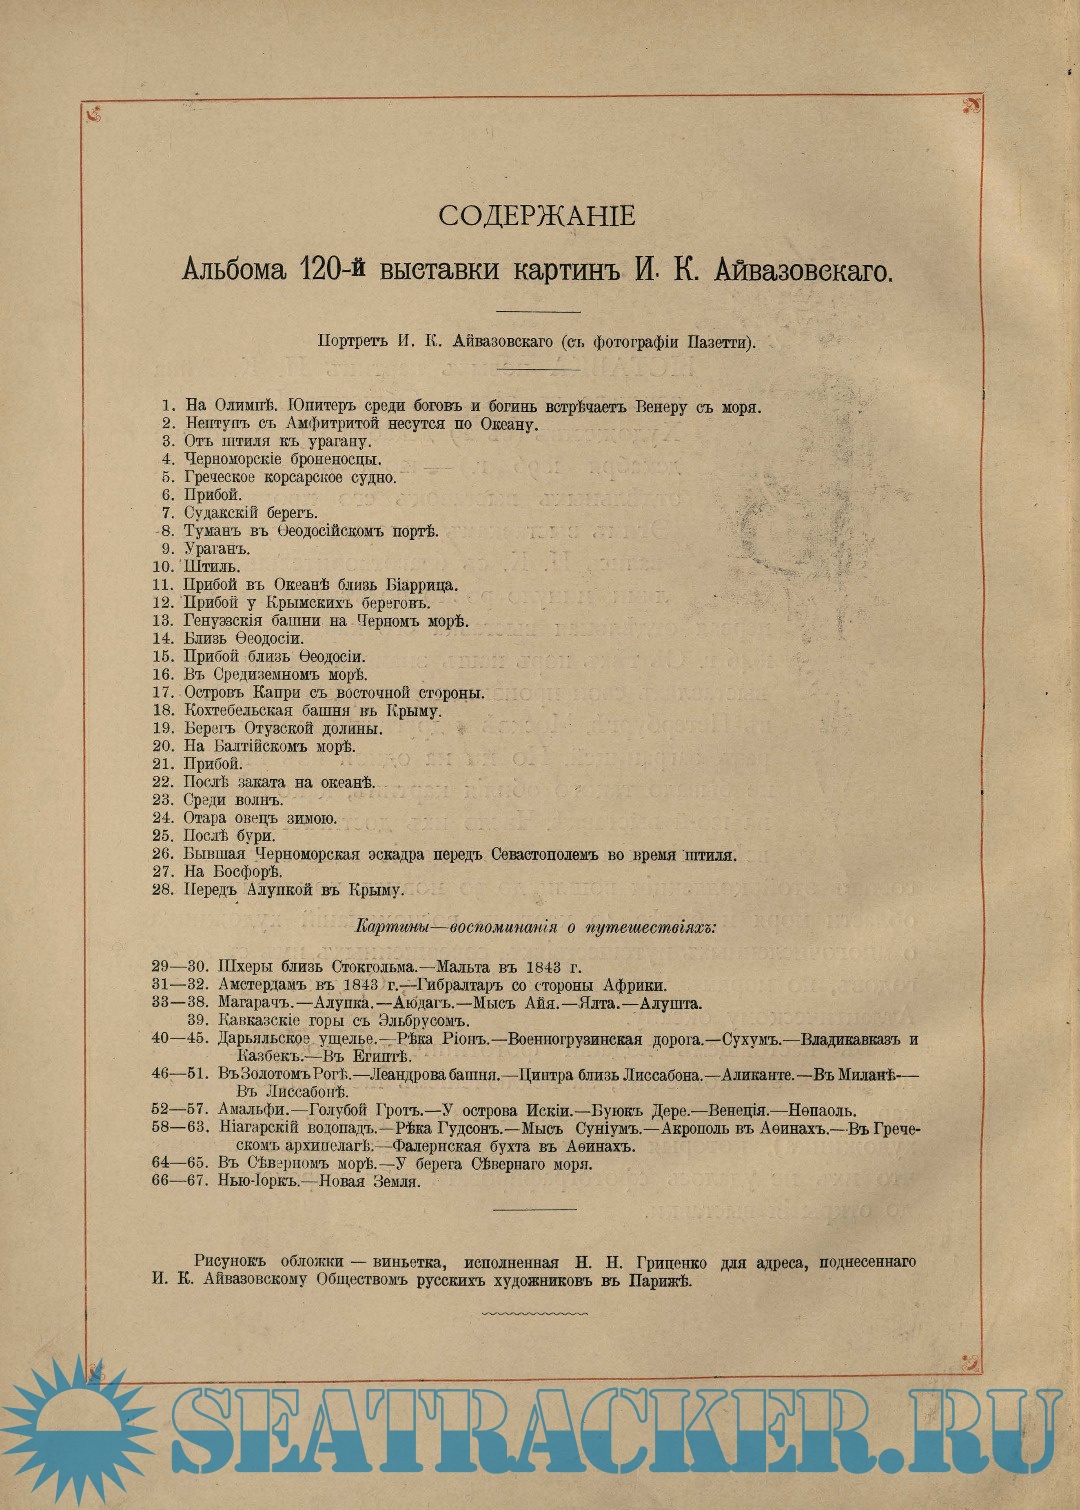 СОДЕРЖАНІЕ
Альбома 120-й выставки картинъ И. К. Айвазовскаго.
Портретъ И. К. Айвазовскаго (съ фотографіи Пазетти).
1. На Олимпѣ. Юпитеръ среди боговъ и богинь встрѣчаетъ Венеру съ моря.
2. Нептунъ съ Амфитритой несутся по Океану.
3. Отъ штиля къ урагану.
4. Черноморскіе броненосцы.
5. Греческое корсарское судно.
6. Прибой.
7. Судакскій берегъ.
8. Туманъ въ Ѳеодосійскомъ портѣ.
9. Ураганъ.
10. Штиль.
11. Прибой въ Океанѣ близь Біаррица.
12. Прибой у Крымскихъ береговъ.
13. Генуэзскія башни на Черномъ морѣ.
14. Близь Ѳеодосіи.
15. Прибой близь Ѳеодосіи.
16. Въ Средиземномъ морѣ.
17. Островъ Капри съ восточной стороны.
18. Кохтебельская башня въ Крыму.
19. Берегъ Отузской долины.
20. На Балтійскомъ морѣ.
21. Прибой.
22. Послѣ заката на океанѣ.
23. Среди волнъ.
24. Отара овецъ зимою.
25. Послѣ бури.
26. Бывшая Черноморская эскадра передъ Севастополемъ во время штиля.
27. На Босфорѣ.
28. Передъ Алупкой въ Крыму.
Картины—воспоминанія о путешествіяхъ:
29—30. Шхеры близь Стокгольма.—Мальта въ 1843 г.
31—32. Амстердамъ въ 1843 г.—Гибралтаръ со стороны Африки.
33—38. Магарачъ.—Алупка.—Аюдагъ.—Мысъ Айя.—Ялта.—Алушта.
39. Кавказскіе горы съ Эльбрусомъ.
40—45. Дарьяльское ущелье.—Рѣка Ріонъ.—Военногрузинская дорога.—Сухумъ.—Владикавказъ и
Казбекъ.—Въ Египтѣ.
46—51. Въ Золотомъ Рогѣ.—Леандрова башня.—Цинтра близь Лиссабона.—Аликанте.—Въ Миланѣ—
Въ Лиссабонѣ.
52—57. Амальфи.—Голубой Гротъ.—У острова Искіи.—Буюкъ Дере.—Венеція.—Неаполь.
58—63. Ніагарскій водопадъ.—Рѣка Гудсонъ.—Мысъ Суніумъ.—Акрополь въ Аѳинахъ.—Въ Грече-
скомъ архипелагѣ.—Фалернская бухта въ Аѳинахъ.
64—65. Въ Сѣверномъ морѣ.—У берега Сѣвернаго моря.
66—67. Нью-Іоркъ.—Новая Земля.
Рисунокъ обложки — виньетка, исполненная Н. Н. Гриценко для адреса, поднесеннаго
И. К. Айвазовскому Обществомъ русскихъ художниковъ въ Парижѣ.
SEATRACKER.RU